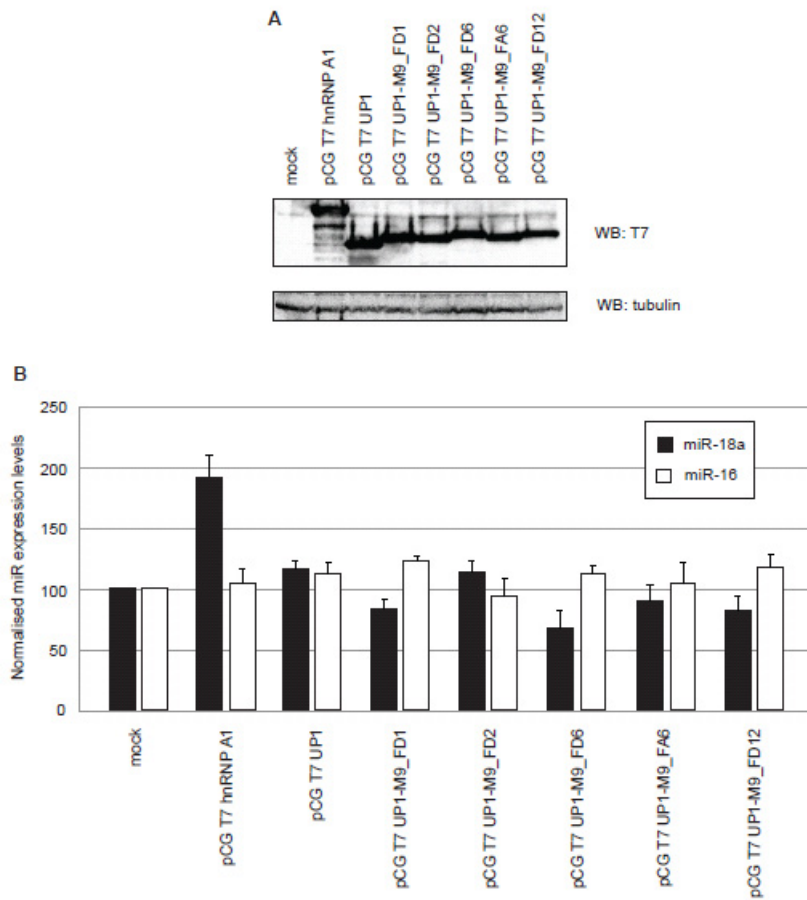 A
mock
pCG T7 hnRNP A1
pCG T7 UP1
pCG T7 UP1-M9_FD1
pCG T7 UP1-M9_FD2
pCG T7 UP1-M9_FD6
pCG T7 UP1-M9_FA6
pCG T7 UP1-M9_FD12
WB: T7
WB: tubulin
B
Normalised miR expression levels
250
200
150
100
50
0
miR-18a
miR-16
mock
pCG T7 hnRNP A1
pCG T7 UP1
pCG T7 UP1-M9_FD1
pCG T7 UP1-M9_FD2
pCG T7 UP1-M9_FD6
pCG T7 UP1-M9_FA6
pCG T7 UP1-M9_FD12